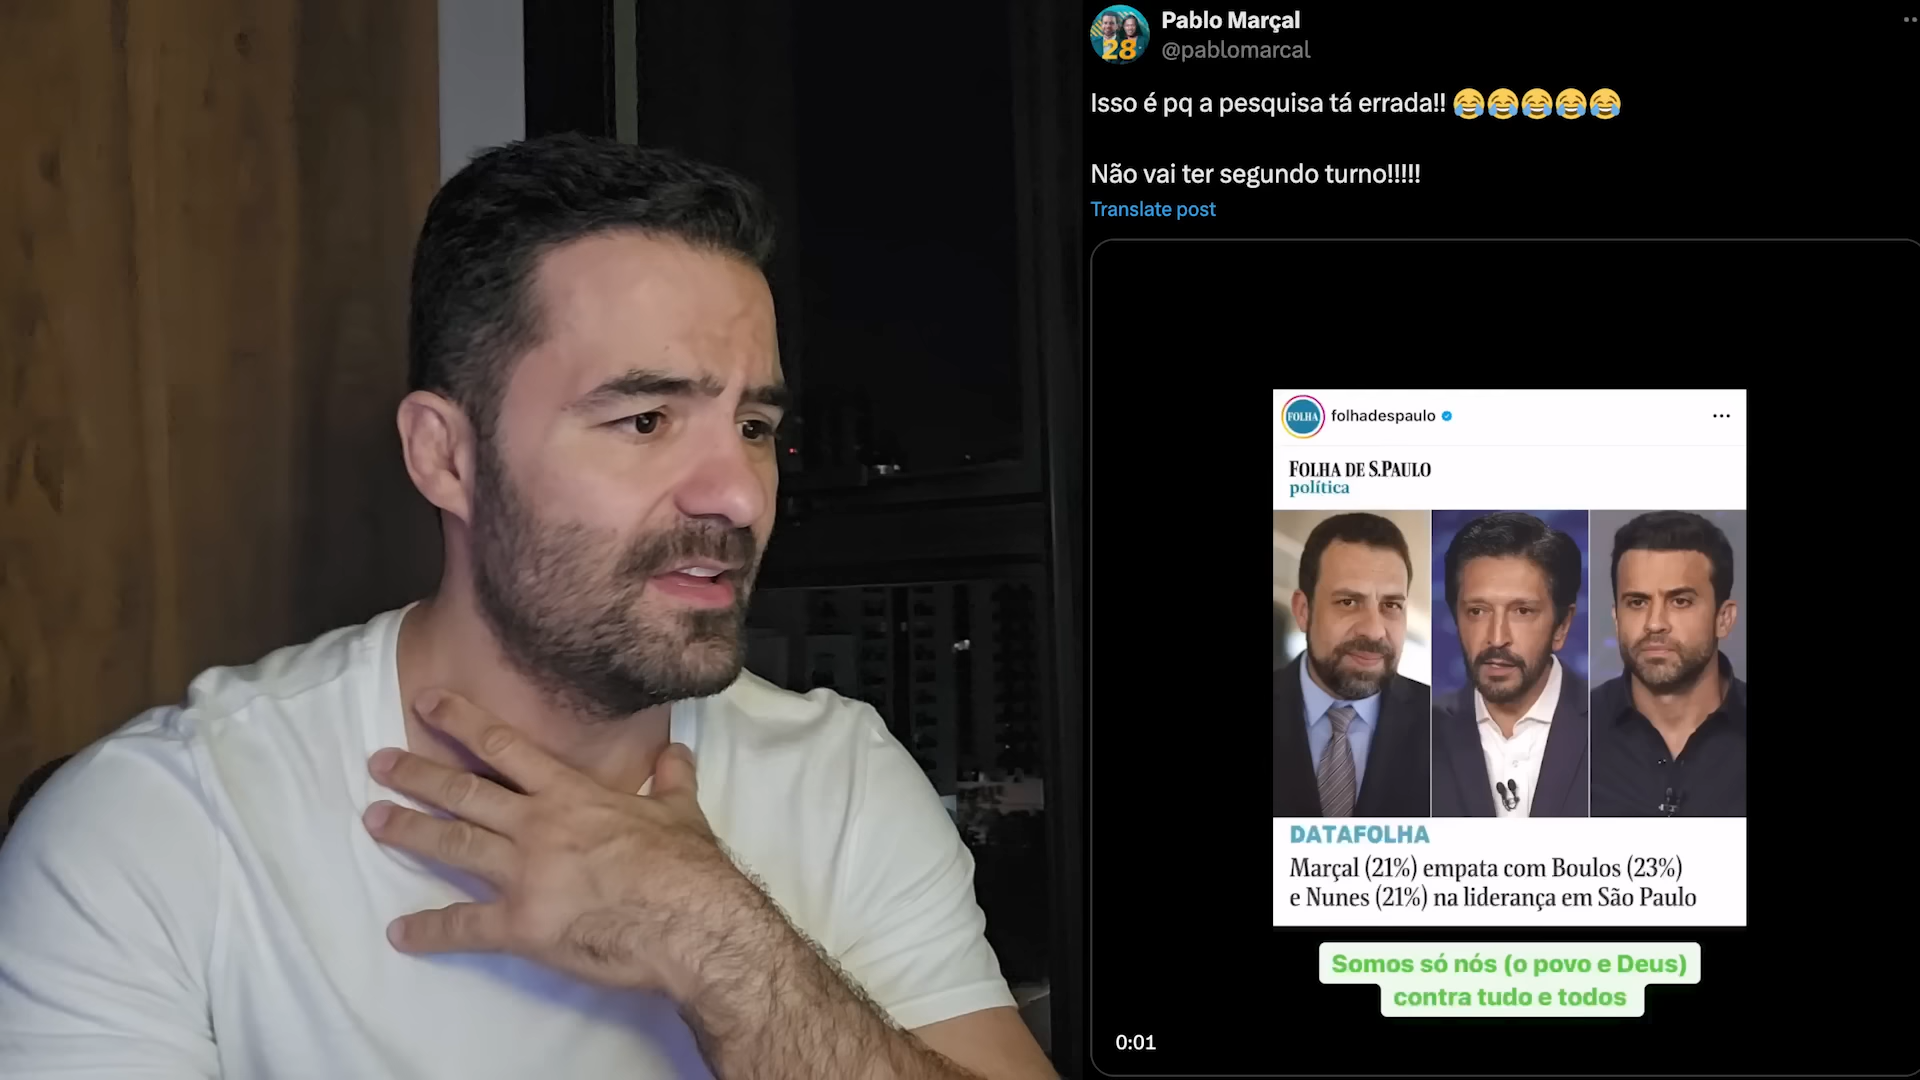 Pablo Marçal
@pablomarcal
28
Isso é pq a pesquisa tá errada!! 😂😂😂😂😂
Não vai ter segundo turno!!!!!
Translate post
FOLHA
folhadespaulo
FOLHA DE S.PAULO
política
DATAFOLHA
Marçal (21%) empata com Boulos (23%)
e Nunes (21%) na liderança em São Paulo
Somos só nós (o povo e Deus)
contra tudo e todos
0:01